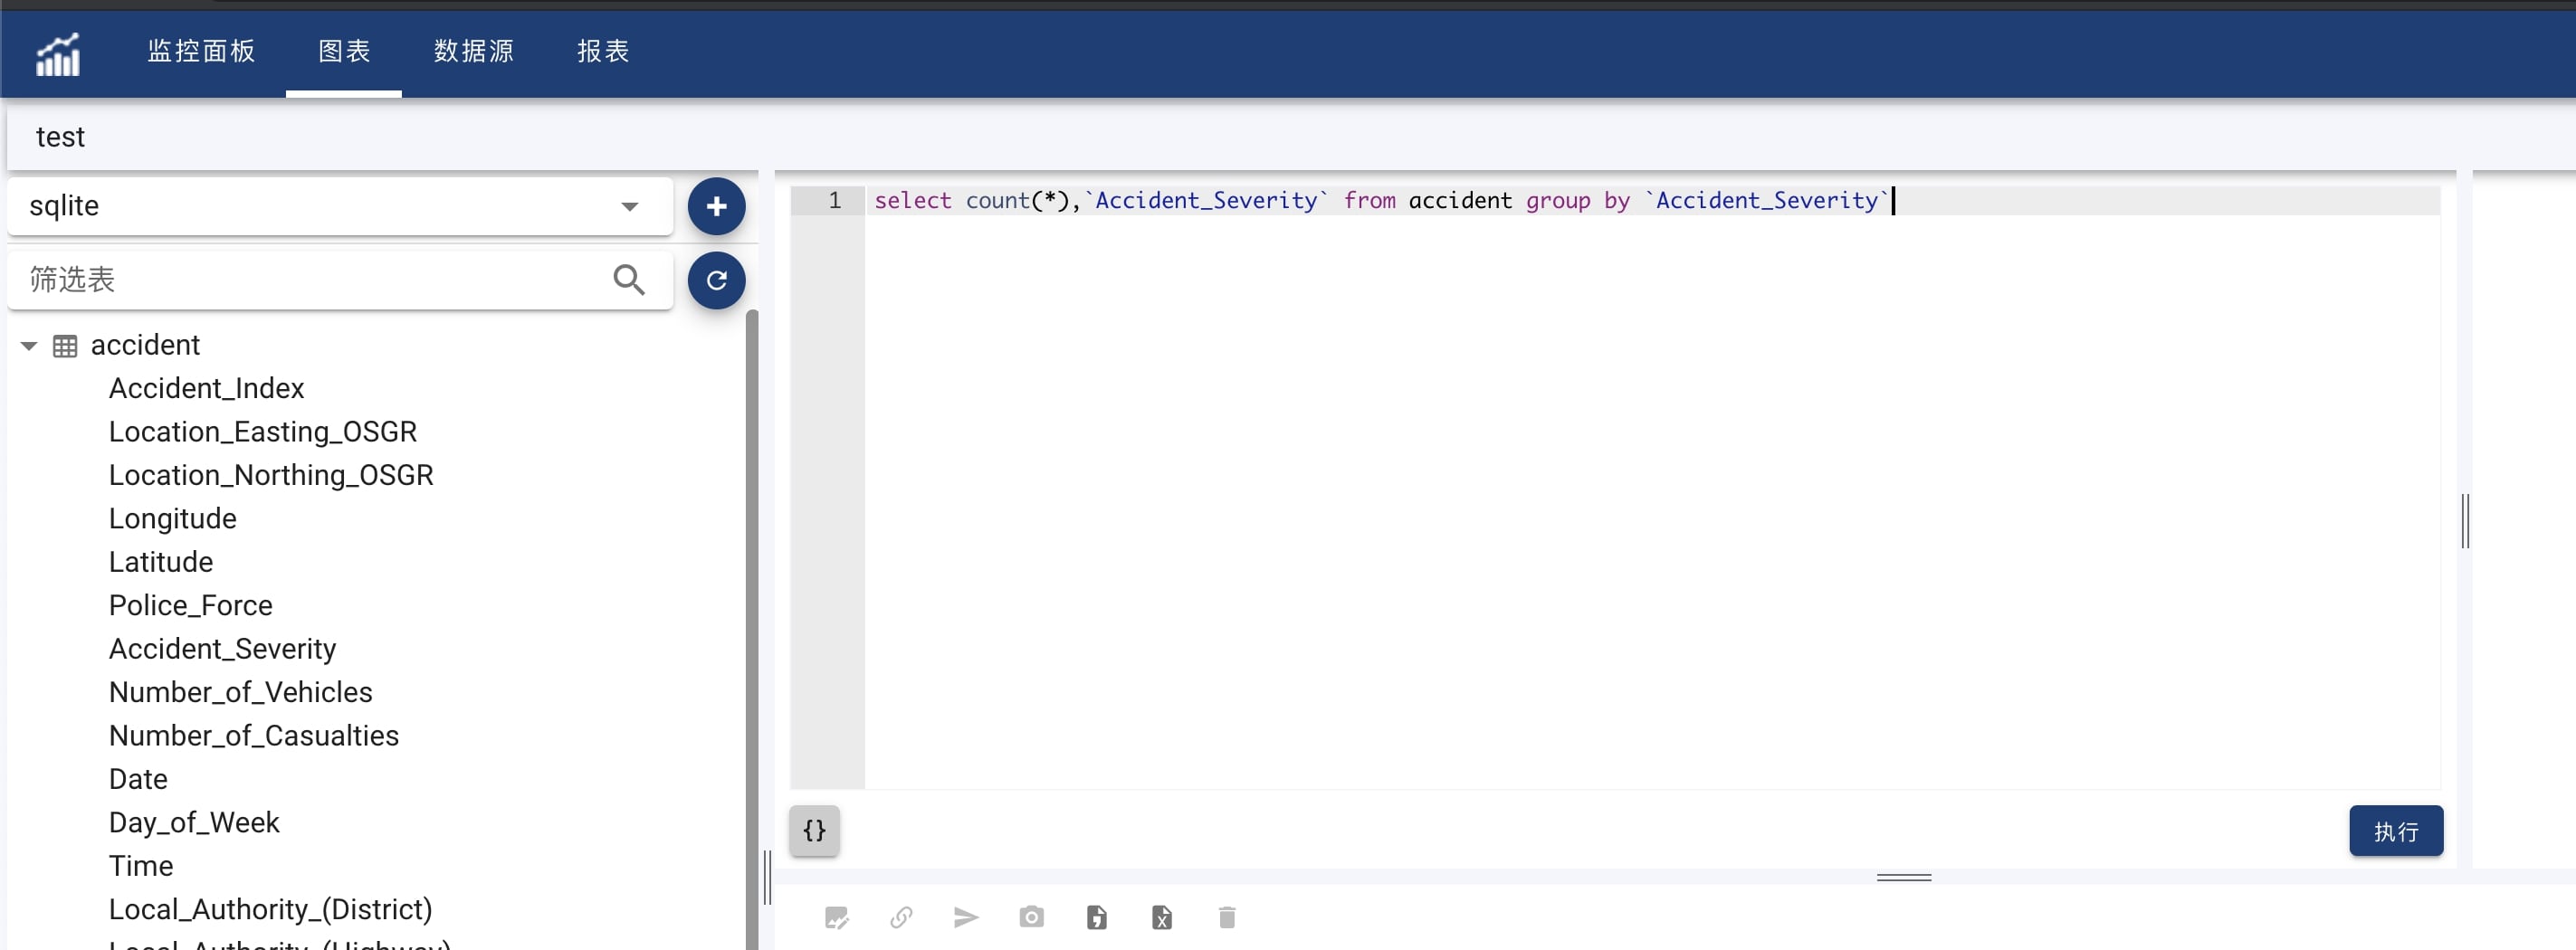 监控面板 图表 数据源 报表
test
sqlite
筛选表
accident
Accident_Index
Location_Easting_OSGR
Location_Northing_OSGR
Longitude
Latitude
Police_Force
Accident_Severity
Number_of_Vehicles
Number_of_Casualties
Date
Day_of_Week
Time
Local_Authority_(District)
Local_Authority_(Highway)
1 select count(*),`Accident_Severity` from accident group by `Accident_Severity`
{}
执行